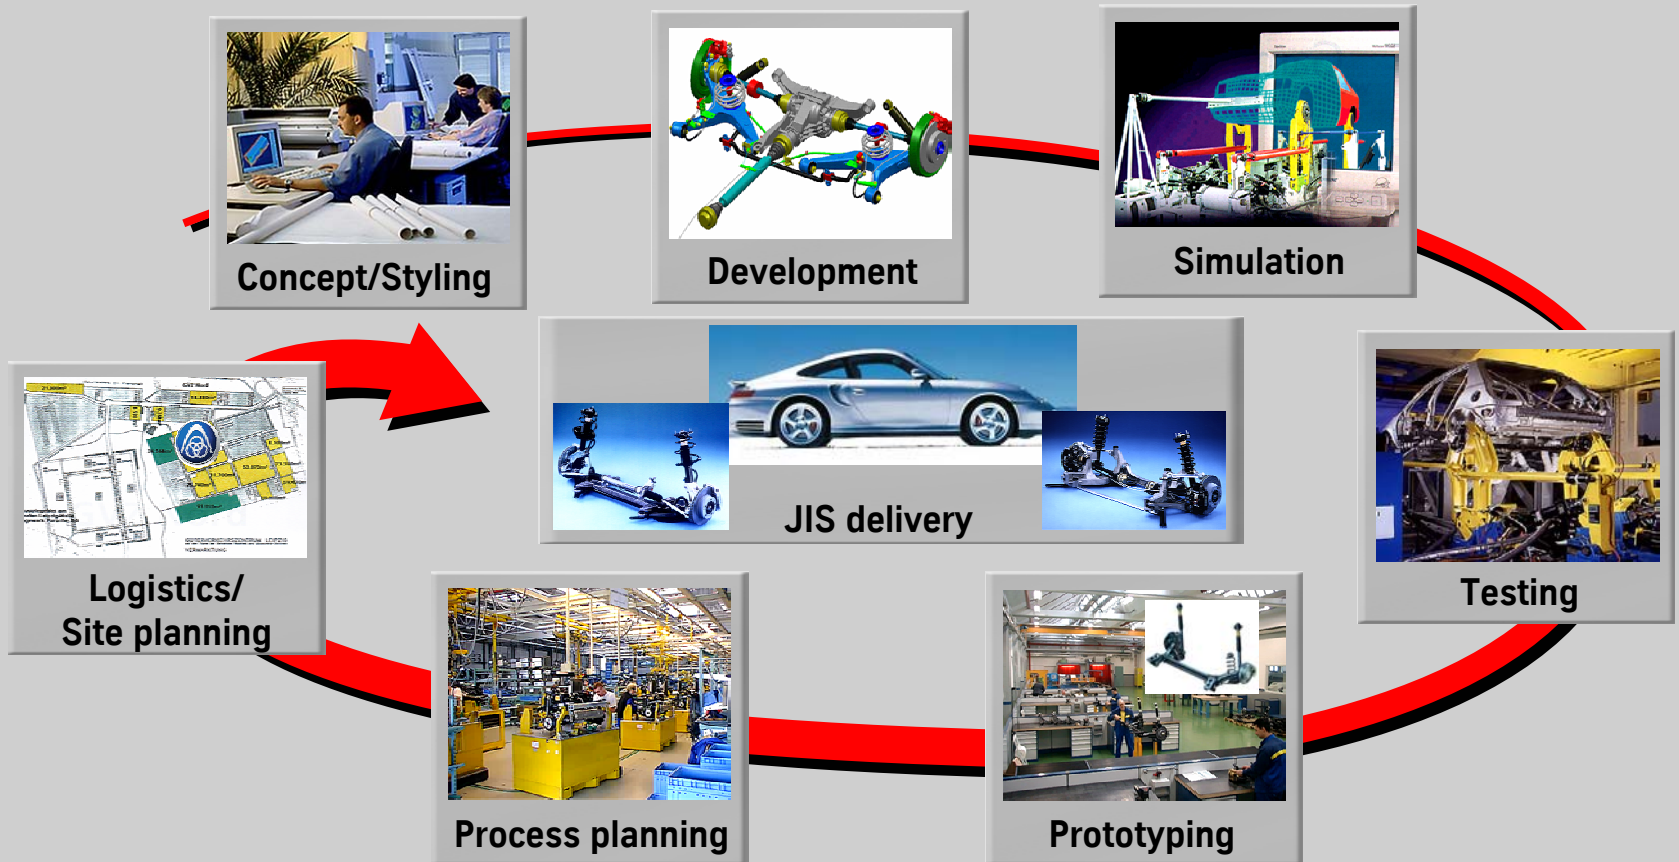 Concept/Styling
Development
Simulation
Testing
Prototyping
Process planning
Logistics/
Site planning
JIS delivery